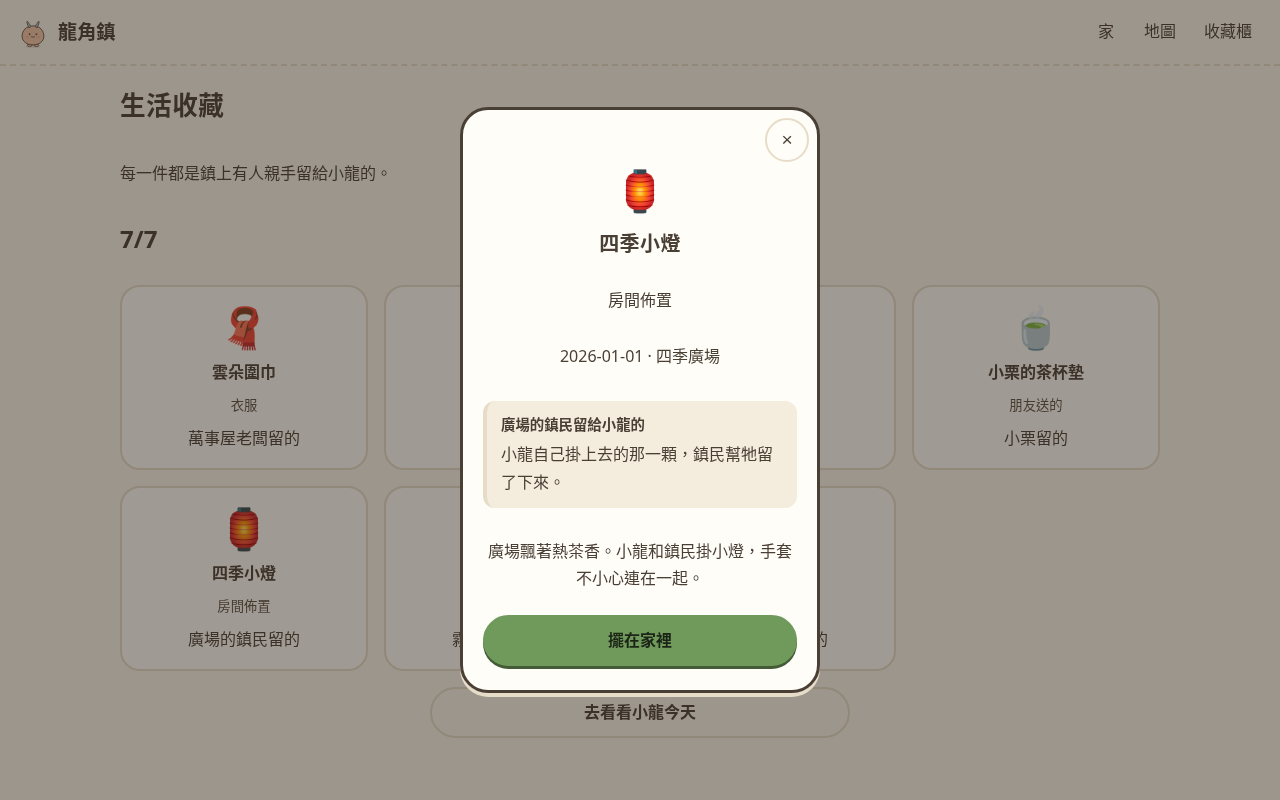 龍角鎮
家 地圖 收藏櫃
生活收藏
每一件都是鎮上有人親手留給小龍的。
7/7
雲朵圍巾
衣服
萬事屋老闆留的
小栗的茶杯墊
朋友送的
小栗留的
四季小燈
房間佈置
廣場的鎮民留的
的
去看看小龍今天
×
四季小燈
房間佈置
2026-01-01 · 四季廣場
廣場的鎮民留給小龍的
小龍自己掛上去的那一顆，鎮民幫牠留
了下來。
廣場飄著熱茶香。小龍和鎮民掛小燈，手套
不小心連在一起。
擺在家裡